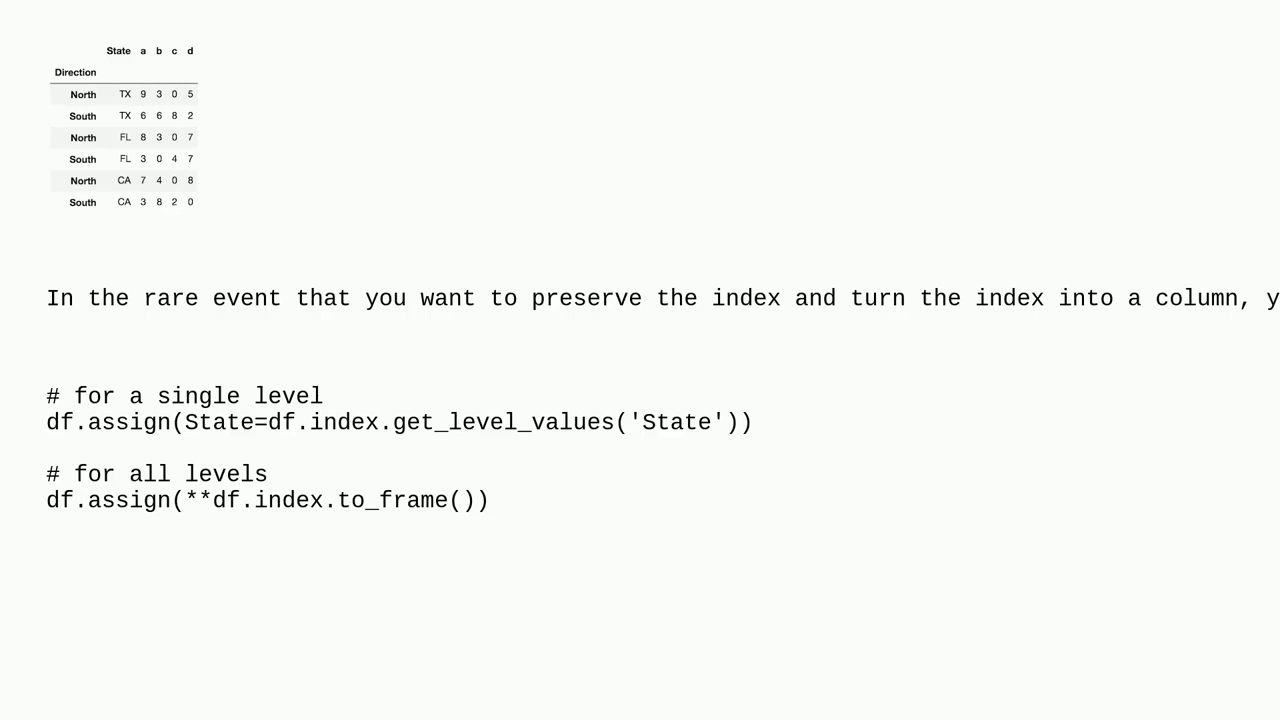 State a b c d
Direction
North TX 9 3 0 5
South TX 6 6 8 2
North FL 8 3 0 7
South FL 3 0 4 7
North CA 7 4 0 8
South CA 3 8 2 0
In the rare event that you want to preserve the index and turn the index into a column, y
# for a single level
df.assign(State=df.index.get_level_values('State'))
# for all levels
df.assign(**df.index.to_frame())